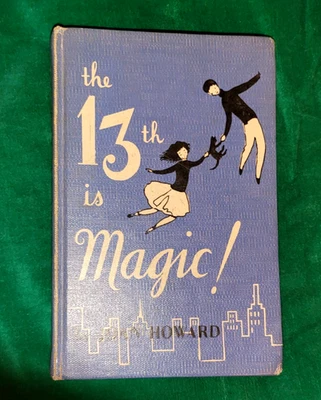 the
13th
is
Magic!
HOWARD